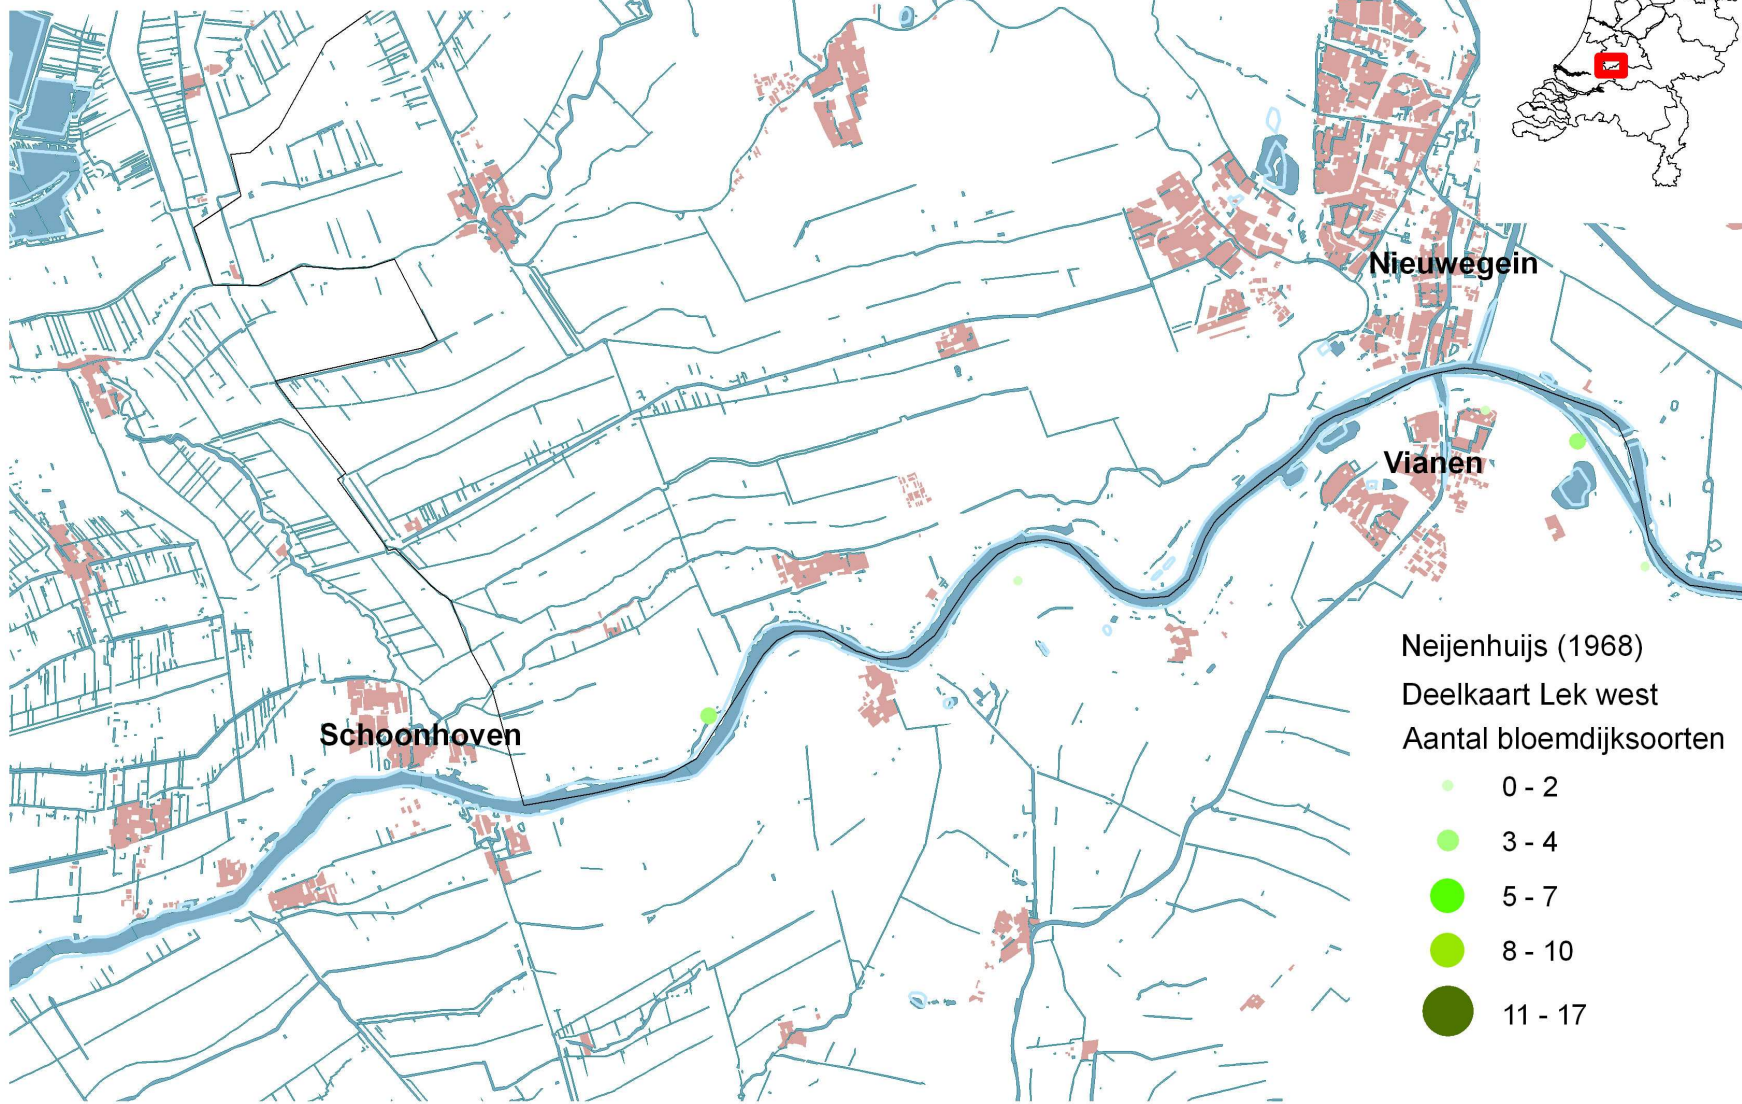 Nieuwegein
Vianen
Schoonhoven
Neijenhuijs (1968)
Deelkaart Lek west
Aantal bloemdijksoorten
0 - 2
3 - 4
5 - 7
8 - 10
11 - 17